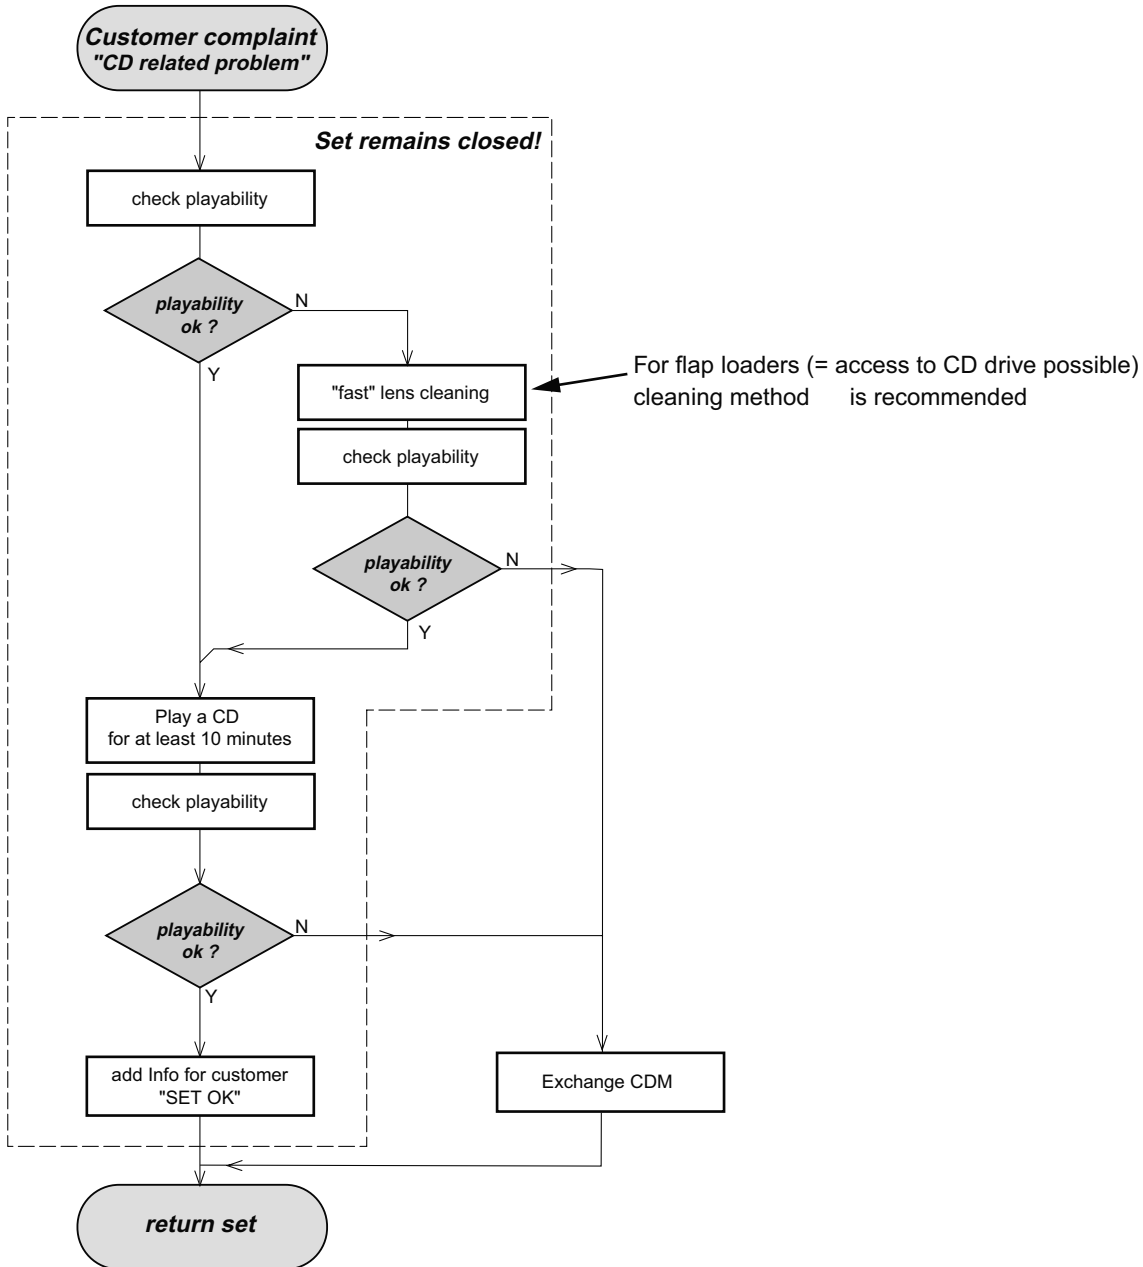 Customer complaint
"CD related problem"
Set remains closed!
check playability
playability
ok ?
N
Y
"fast" lens cleaning
For flap loaders (= access to CD drive possible)
cleaning method is recommended
check playability
playability
ok ?
N
Y
Play a CD
for at least 10 minutes
check playability
playability
ok ?
N
Y
add Info for customer
"SET OK"
Exchange CDM
return set